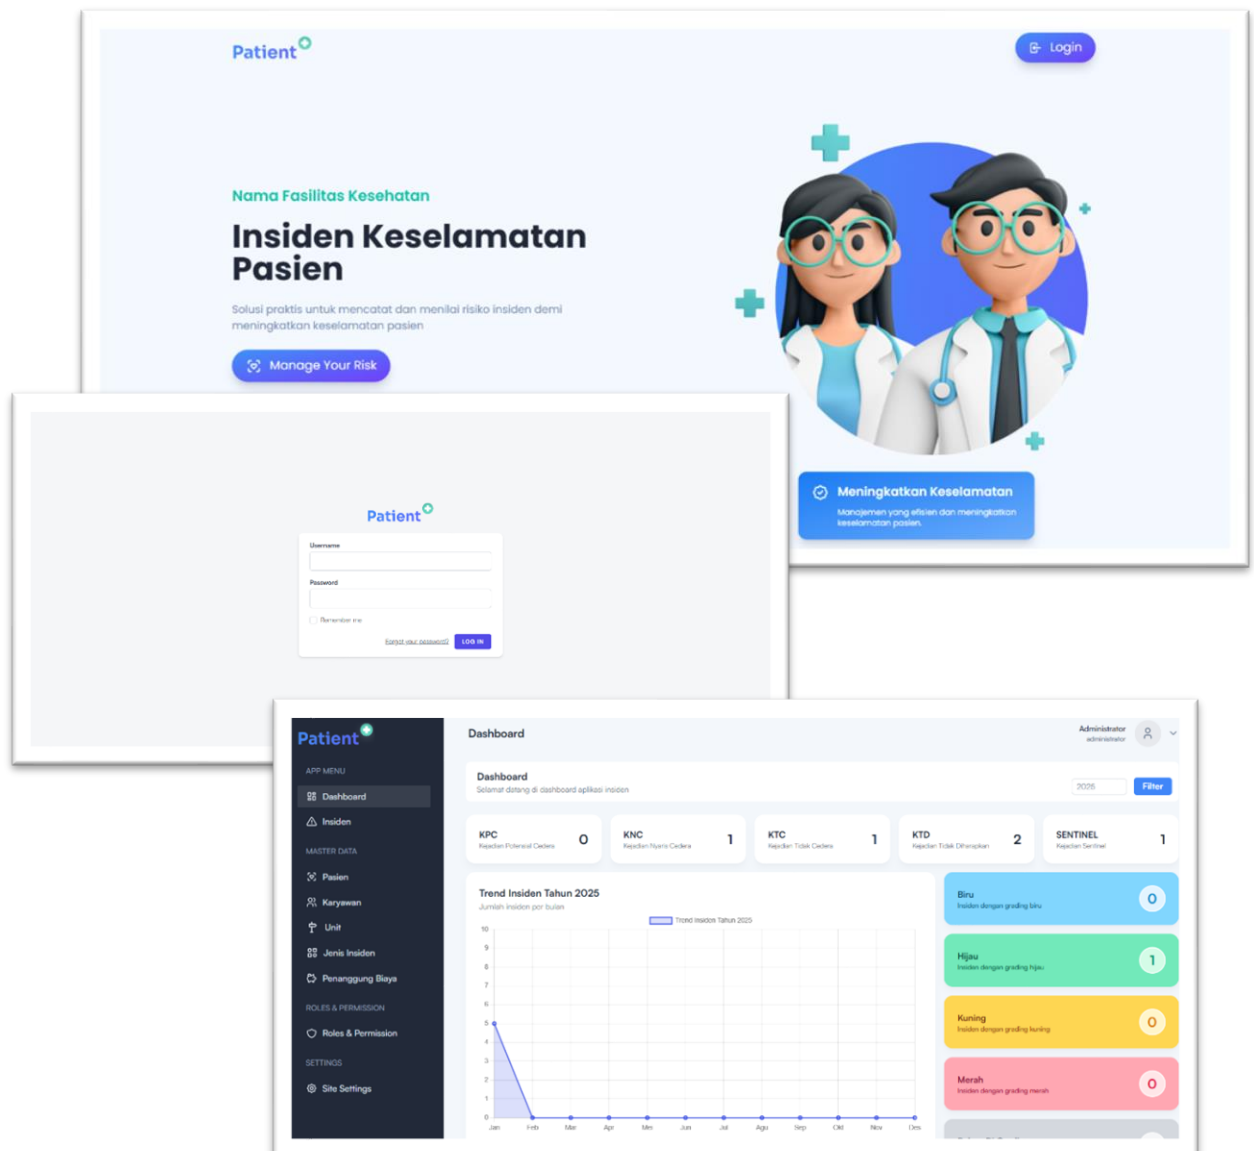 Patient
Login
Nama Fasilitas Kesehatan
Insiden Keselamatan
Pasien
Solusi praktis untuk mencatat dan menilai risiko insiden demi
meningkatkan keselamatan pasien
Manage Your Risk
Meningkatkan Keselamatan
Manajemen yang efisien dan meningkatkan
keselamatan pasien.
Patient
Username
Password
Remember me
Forgot your password?
LOG IN
Patient
APP MENU
Dashboard
Insiden
MASTER DATA
Pasien
Karyawan
Unit
Jenis Insiden
Penanggung Biaya
ROLES & PERMISSION
Roles & Permission
SETTINGS
Site Settings
Dashboard
Administrator
administrator
Dashboard
Selamat datang di dashboard aplikasi insiden
Filter
KPC
Kejadian Potensial Cedera
0
KNC
Kejadian Nyaris Cedera
1
KTC
Kejadian Tidak Cedera
1
KTD
Kejadian Tidak Diharapkan
2
SENTINEL
Kejadian Sentinel
1
Trend Insiden Tahun 2025
Jumlah insiden per bulan
Trend Insiden Tahun 2025
10
9
8
7
6
5
4
3
2
1
0
Jan Feb Mar Apr Mei Jun Jul Agu Sep Okt Nov Des
Biru
Insiden dengan grading biru
0
Hijau
Insiden dengan grading hijau
1
Kuning
Insiden dengan grading kuning
0
Merah
Insiden dengan grading merah
0